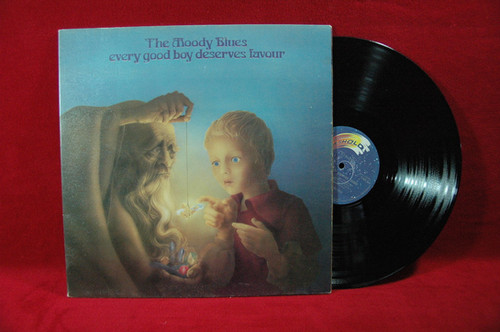 The Moody Blues
every good boy deserves favour